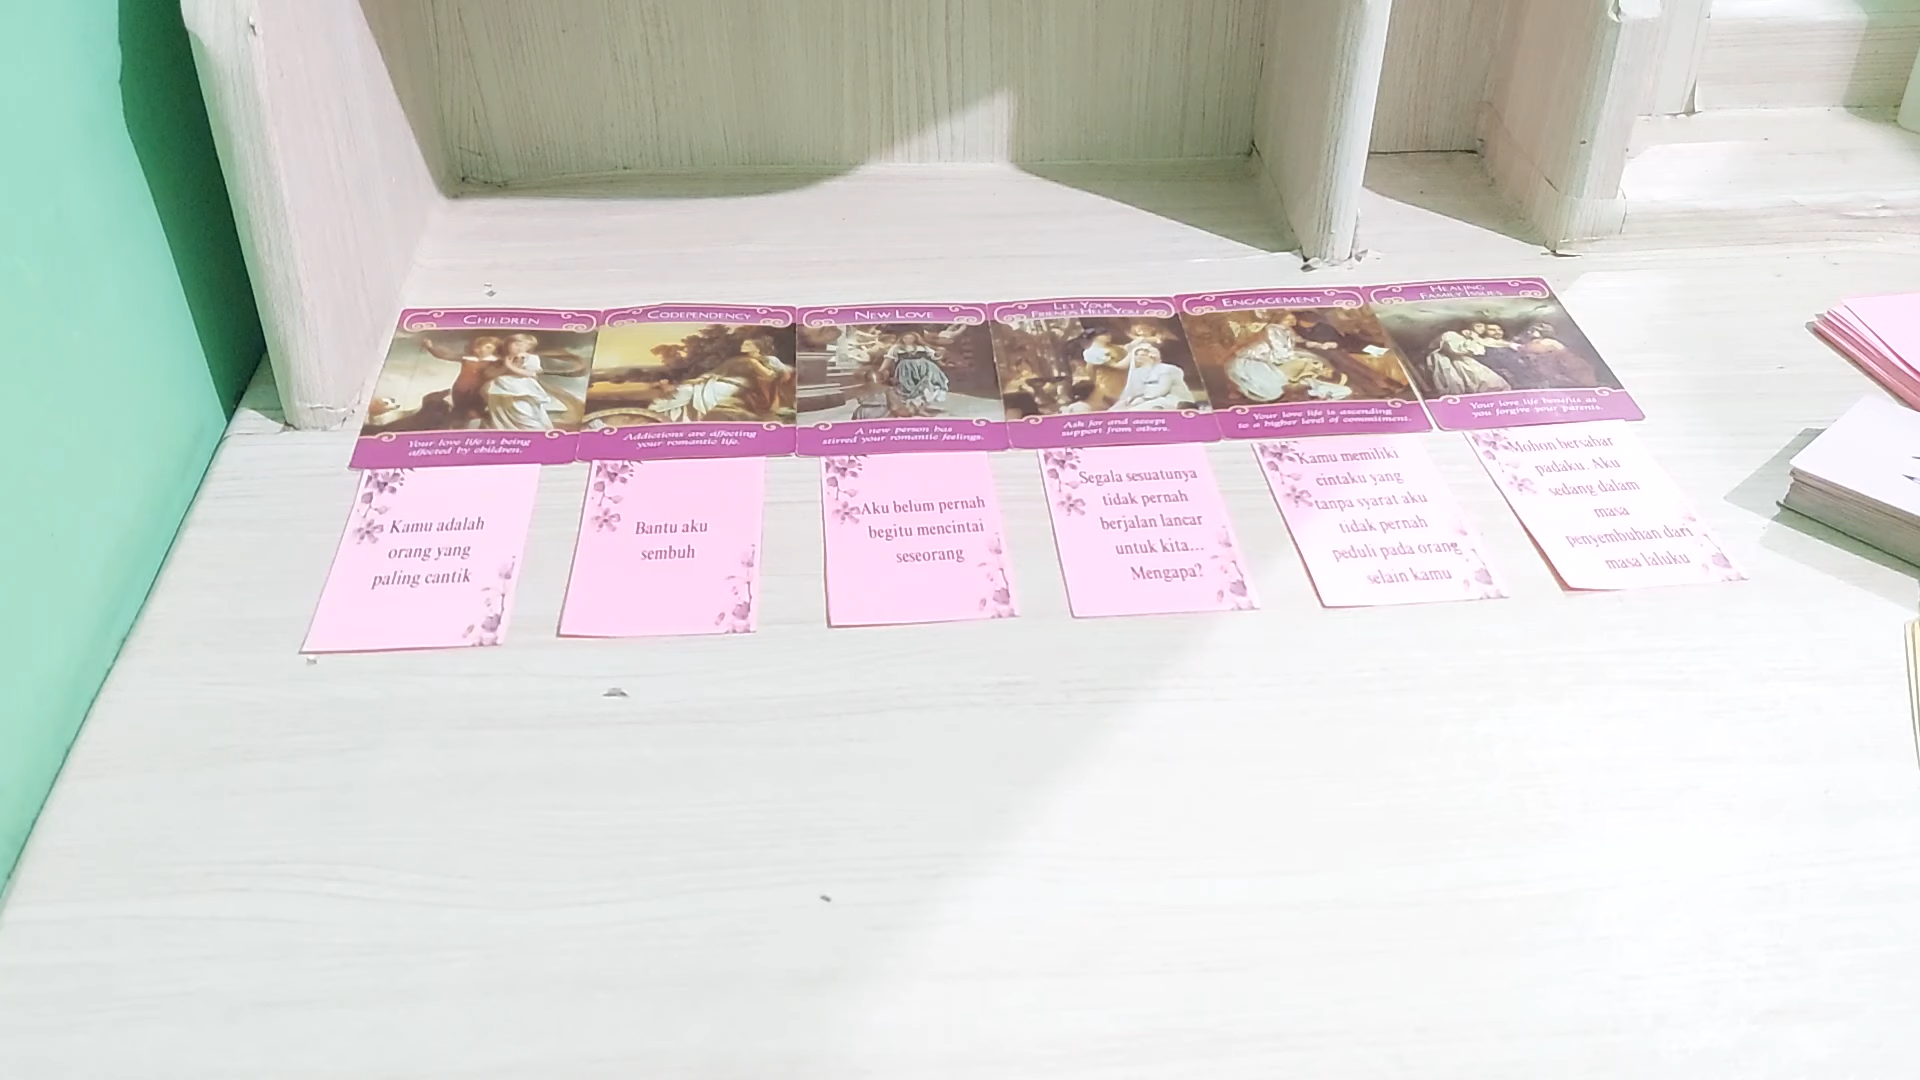 CHILDREN
Your love life is being
affected by children.
CODEPENDENCY
Addictions are affecting
your romantic life.
NEW LOVE
A new person has
stirred your romantic feelings.
LET YOUR
FRIENDS HELP YOU
Ask for and accept
support from others.
ENGAGEMENT
Your love life is ascending
to a higher level of commitment.
HEALING
FAMILY ISSUES
Your love life benefits as
you forgive your parents.
Kamu adalah
orang yang
paling cantik
Bantu aku
sembuh
Aku belum pernah
begitu mencintai
seseorang
Segala sesuatunya
tidak pernah
berjalan lancar
untuk kita...
Mengapa?
Kamu memiliki
cintaku yang
tanpa syarat aku
tidak pernah
peduli pada orang
selain kamu
Mohon bersabar
padaku. Aku
sedang dalam
masa
penyembuhan dari
masa laluku